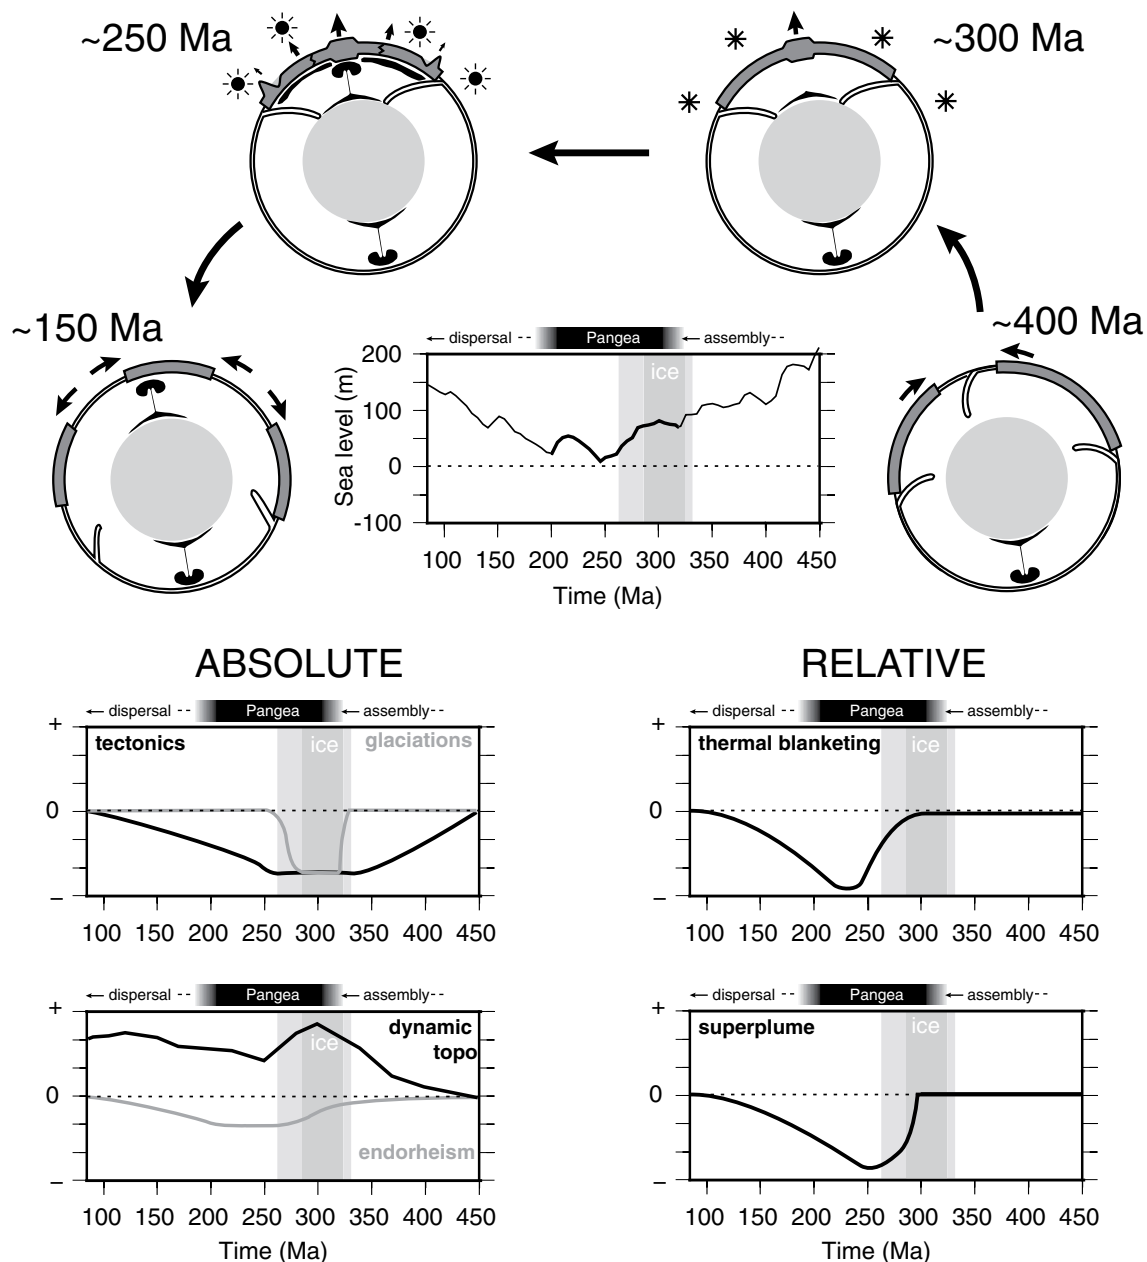 ~250 Ma
~300 Ma
~150 Ma
~400 Ma
dispersal -- Pangea assembly--
200
100
0
-100
Sea level (m)
ice
100 150 200 250 300 350 400 450
Time (Ma)
ABSOLUTE
RELATIVE
dispersal -- Pangea assembly--
+
0
–
tectonics
ice
glaciations
100 150 200 250 300 350 400 450
dispersal -- Pangea assembly--
+
0
–
thermal blanketing
ice
100 150 200 250 300 350 400 450
dispersal -- Pangea assembly--
+
0
–
dynamic
topo
ice
endorheism
100 150 200 250 300 350 400 450
Time (Ma)
dispersal -- Pangea assembly--
+
0
–
superplume
ice
100 150 200 250 300 350 400 450
Time (Ma)